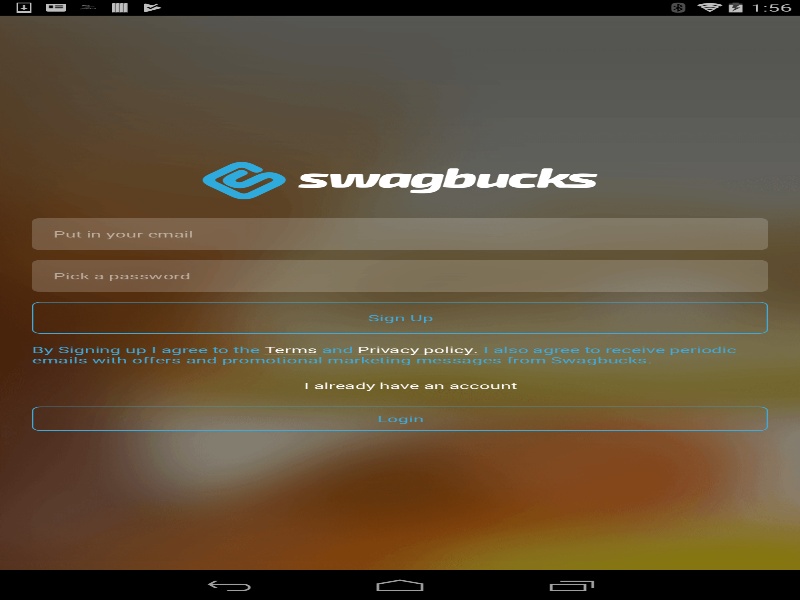 1:56
swagbucks
Put in your email
Pick a password
Sign Up
By Signing up I agree to the Terms and Privacy policy. I also agree to receive periodic
emails with offers and promotional marketing messages from Swagbucks.
I already have an account
Login